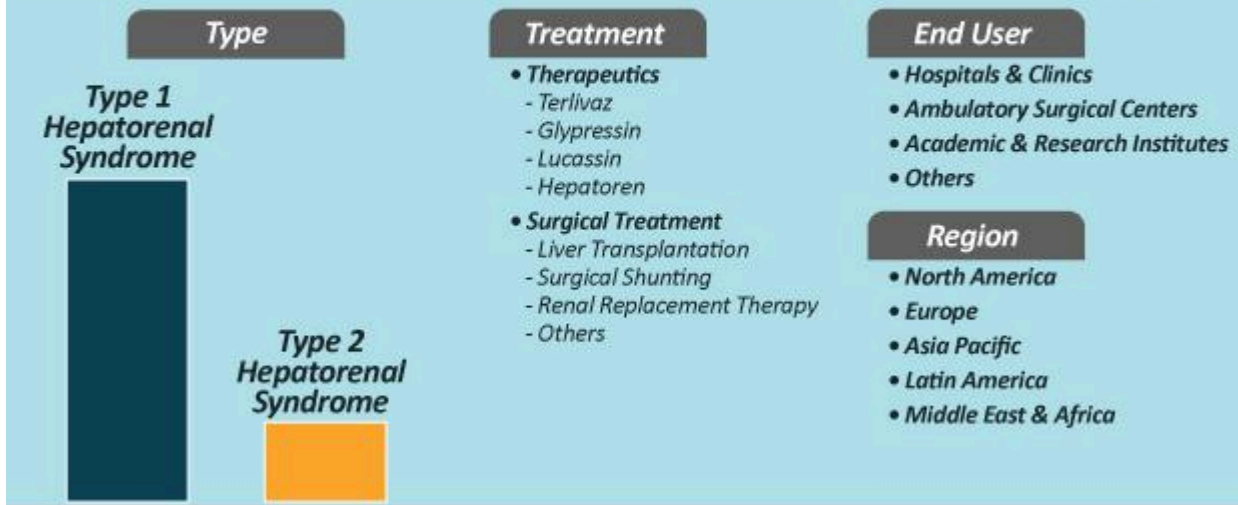 Type
Type 1
Hepatorenal
Syndrome
Type 2
Hepatorenal
Syndrome
Treatment
• Therapeutics
- Terlivaz
- Glypressin
- Lucassin
- Hepatoren
• Surgical Treatment
- Liver Transplantation
- Surgical Shunting
- Renal Replacement Therapy
- Others
End User
• Hospitals & Clinics
• Ambulatory Surgical Centers
• Academic & Research Institutes
• Others
Region
• North America
• Europe
• Asia Pacific
• Latin America
• Middle East & Africa